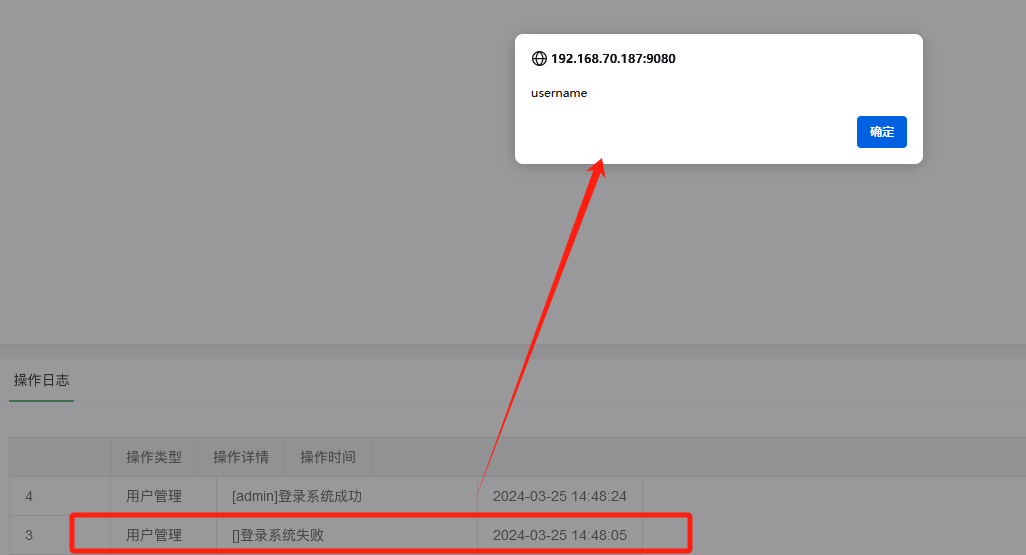 192.168.70.187:9080
username
确定
操作日志
操作类型 操作详情 操作时间
4 用户管理 [admin]登录系统成功 2024-03-25 14:48:24
3 用户管理 []登录系统失败 2024-03-25 14:48:05